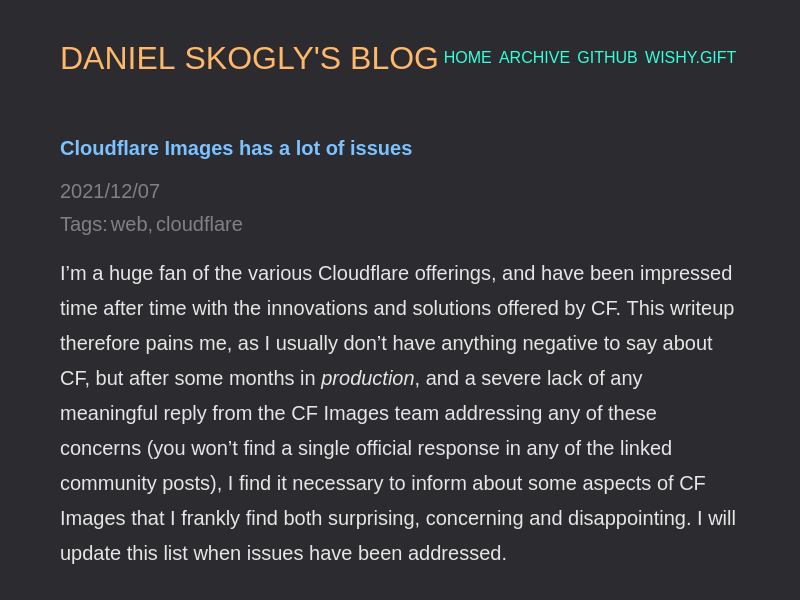 DANIEL SKOGLY'S BLOG HOME ARCHIVE GITHUB WISHY.GIFT
Cloudflare Images has a lot of issues
2021/12/07
Tags: web, cloudflare
I’m a huge fan of the various Cloudflare offerings, and have been impressed
time after time with the innovations and solutions offered by CF. This writeup
therefore pains me, as I usually don’t have anything negative to say about
CF, but after some months in production, and a severe lack of any
meaningful reply from the CF Images team addressing any of these
concerns (you won’t find a single official response in any of the linked
community posts), I find it necessary to inform about some aspects of CF
Images that I frankly find both surprising, concerning and disappointing. I will
update this list when issues have been addressed.